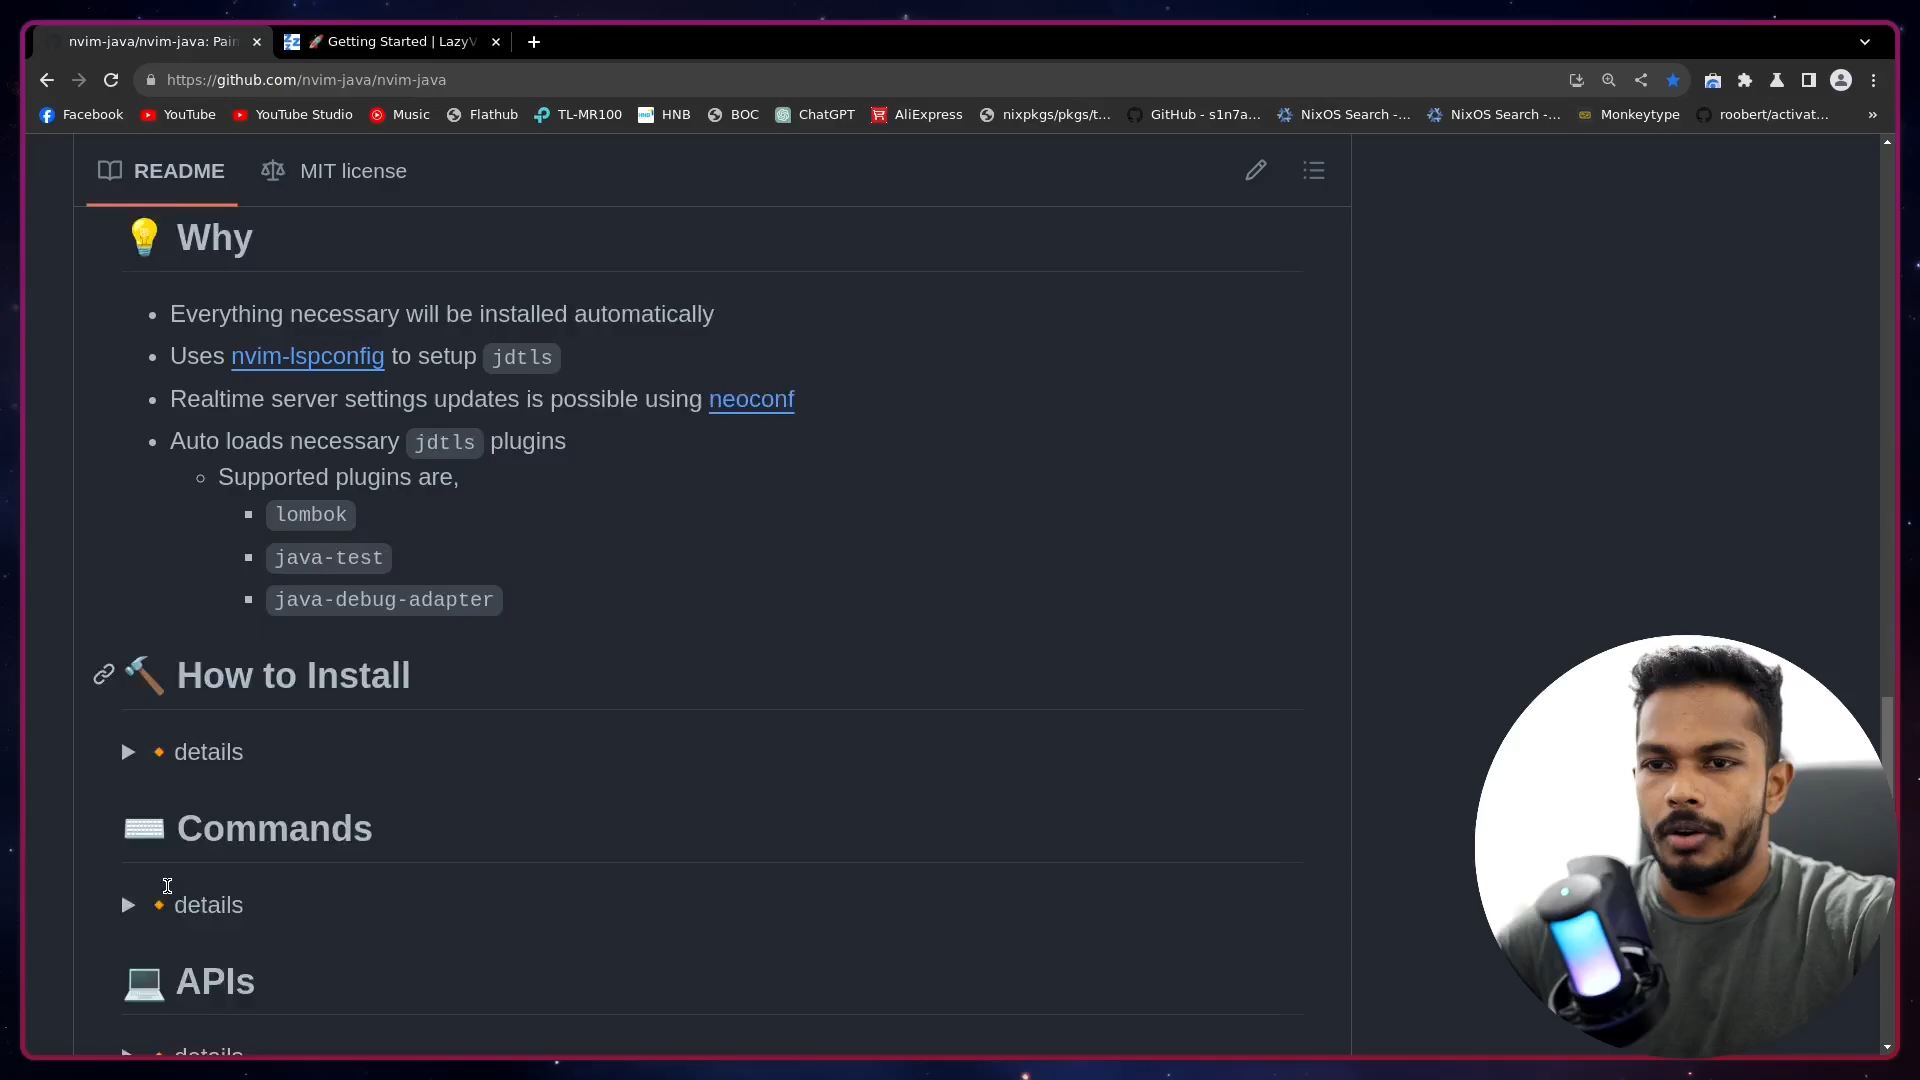 nvim-java/nvim-java: Pain
🚀 Getting Started | LazyV
https://github.com/nvim-java/nvim-java
Facebook YouTube YouTube Studio Music Flathub TL-MR100 HNB BOC ChatGPT AliExpress nixpkgs/pkgs/t... GitHub - s1n7a... NixOS Search -... NixOS Search -... Monkeytype roobert/activat... »
README MIT license
💡 Why
• Everything necessary will be installed automatically
• Uses nvim-lspconfig to setup jdtls
• Realtime server settings updates is possible using neoconf
• Auto loads necessary jdtls plugins
◦ Supported plugins are,
▪ lombok
▪ java-test
▪ java-debug-adapter
🔨 How to Install
▶ 🔸 details
⌨️ Commands
▶ 🔸 details
💻 APIs
▶ 🔸 details